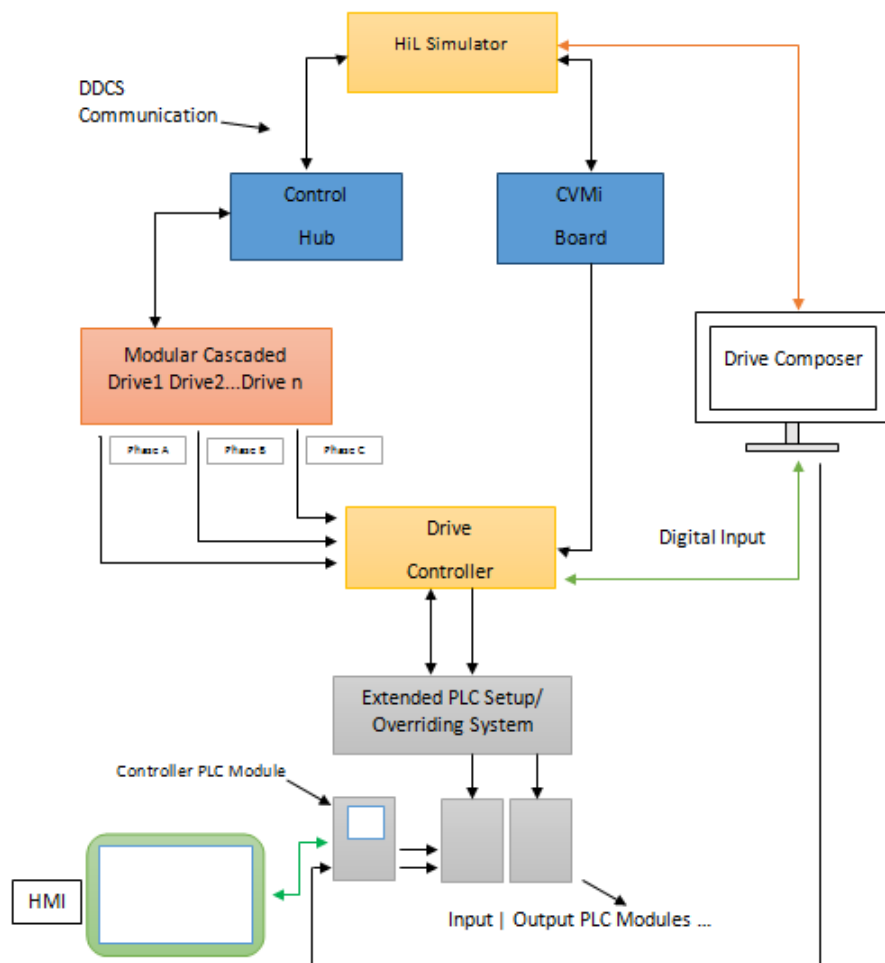 HiL Simulator
DDCS
Communication
Control
Hub
CVMi
Board
Modular Cascaded
Drive1 Drive2...Drive n
Drive Composer
Phase A
Phase B
Phase C
Drive
Controller
Digital Input
Extended PLC Setup/
Overriding System
Controller PLC Module
HMI
Input | Output PLC Modules ...